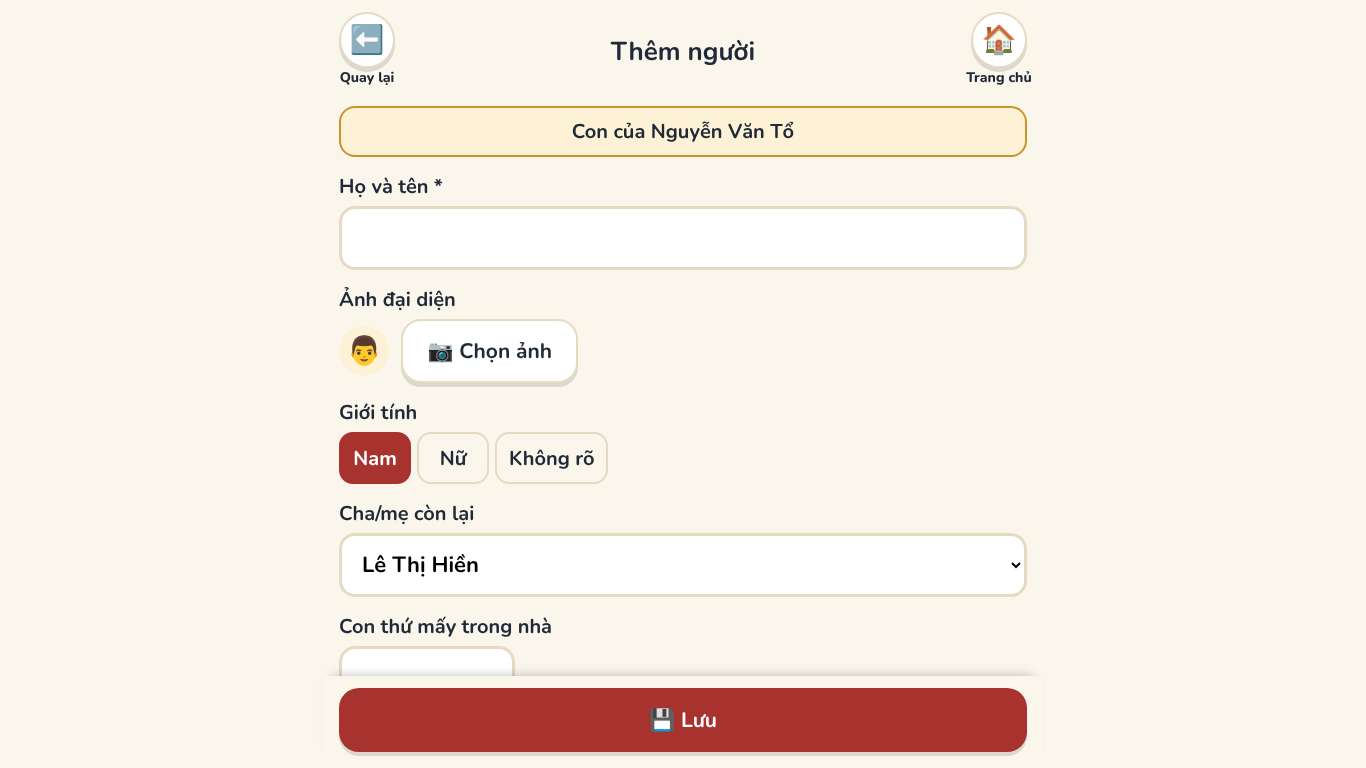 Quay lại
Thêm người
Trang chủ
Con của Nguyễn Văn Tổ
Họ và tên *
Ảnh đại diện
Chọn ảnh
Giới tính
Nam
Nữ
Không rõ
Cha/mẹ còn lại
Lê Thị Hiền
Con thứ mấy trong nhà
Lưu